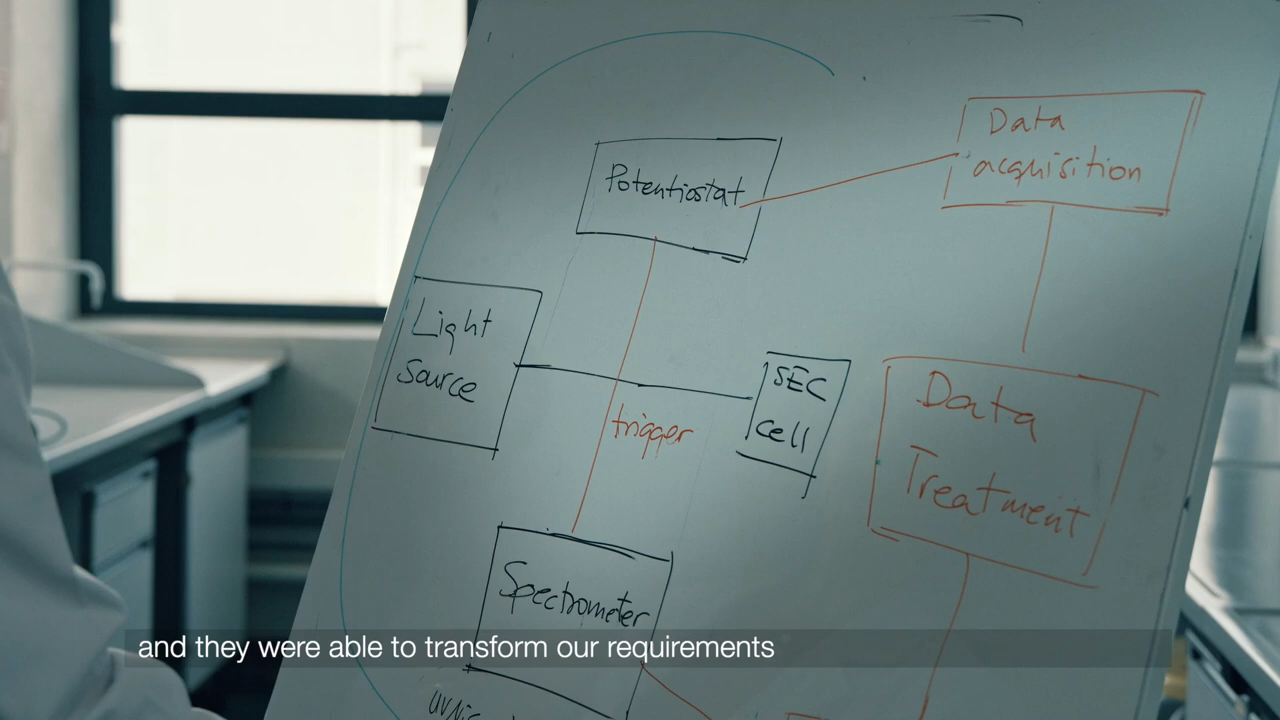 Data
acquisition
Potentiostat
Light
Source
SEC
cell
trigger
Data
Treatment
Spectrometer
and they were able to transform our requirements